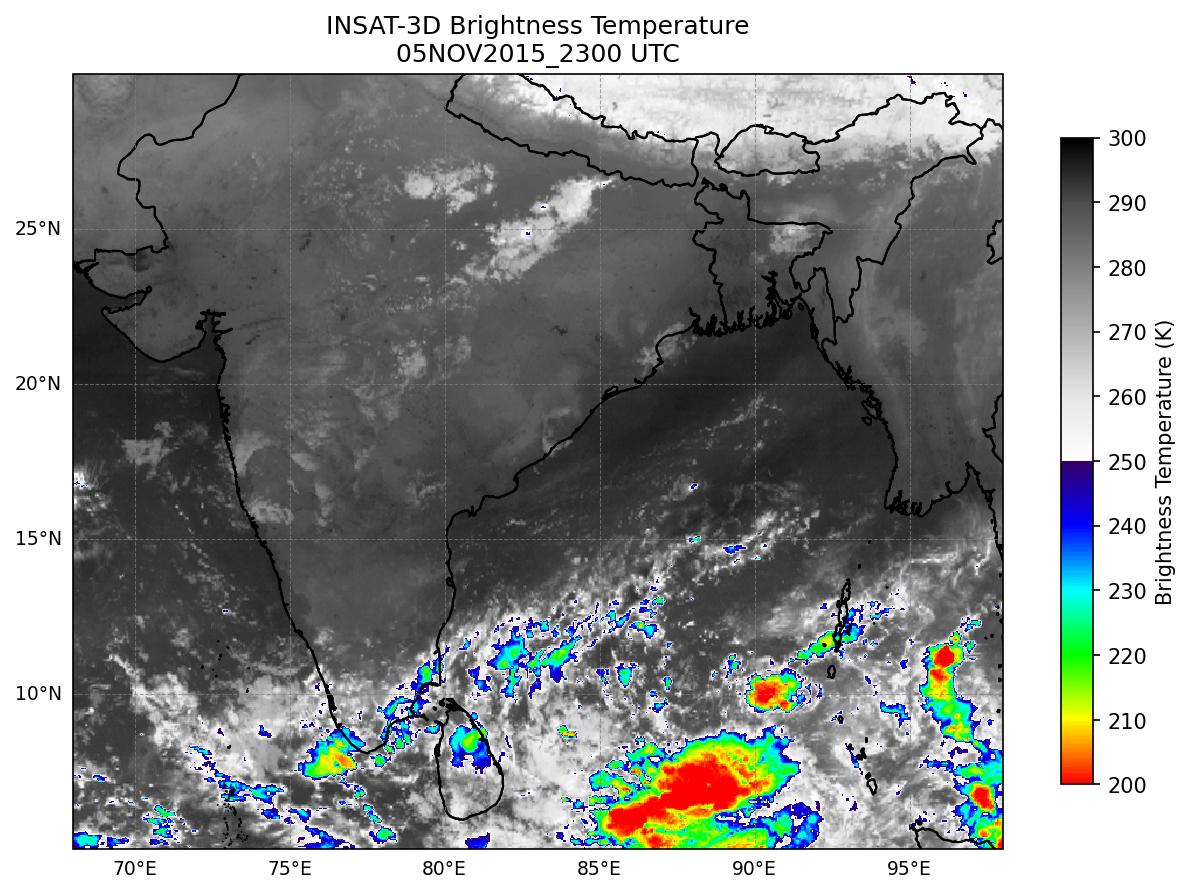 INSAT-3D Brightness Temperature
05NOV2015_2300 UTC
25°N
20°N
15°N
10°N
70°E
75°E
80°E
85°E
90°E
95°E
300
290
280
270
260
250
240
230
220
210
200
Brightness Temperature (K)